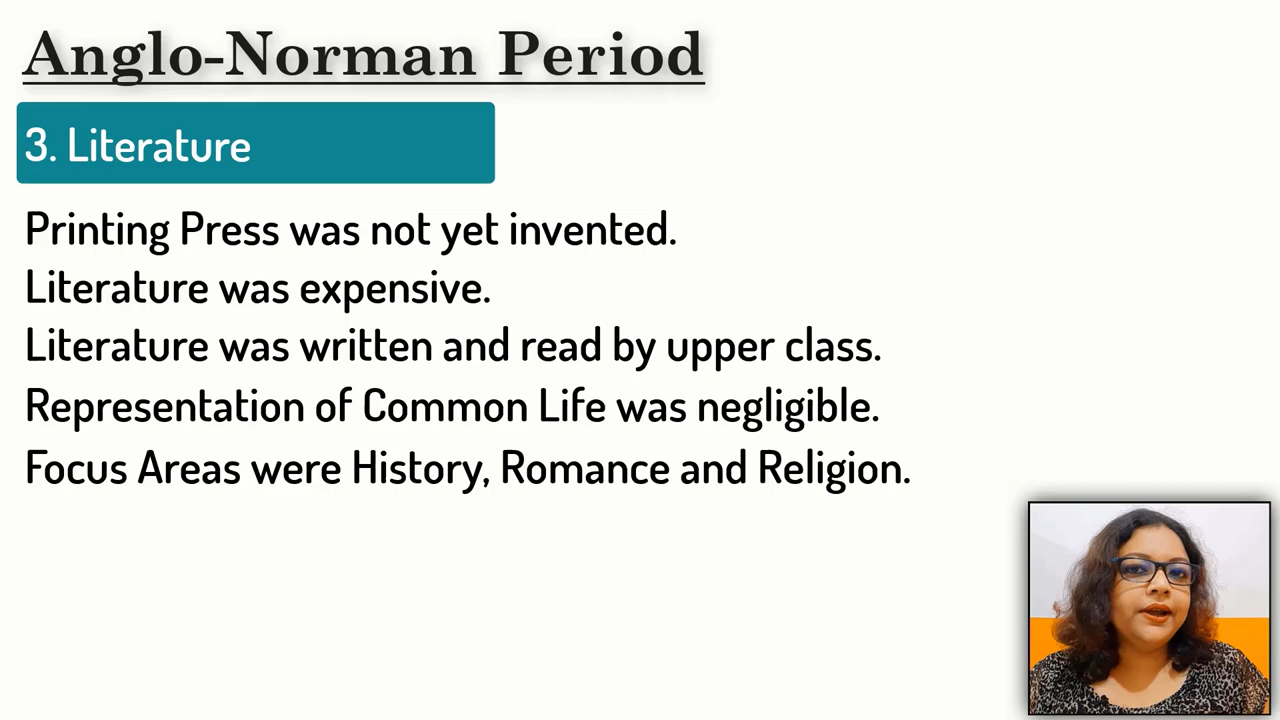 Anglo-Norman Period
3. Literature
Printing Press was not yet invented.
Literature was expensive.
Literature was written and read by upper class.
Representation of Common Life was negligible.
Focus Areas were History, Romance and Religion.